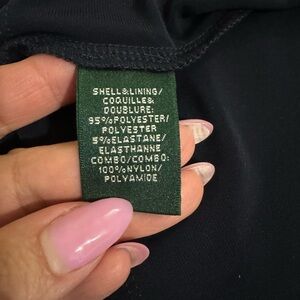 SHELL&LINING/
COQUILLE&
DOUBLURE:
95%POLYESTER/
POLYESTER
5%ELASTANE/
ELASTHANNE
COMBO/COMBO:
100%NYLON/
POLYAMIDE